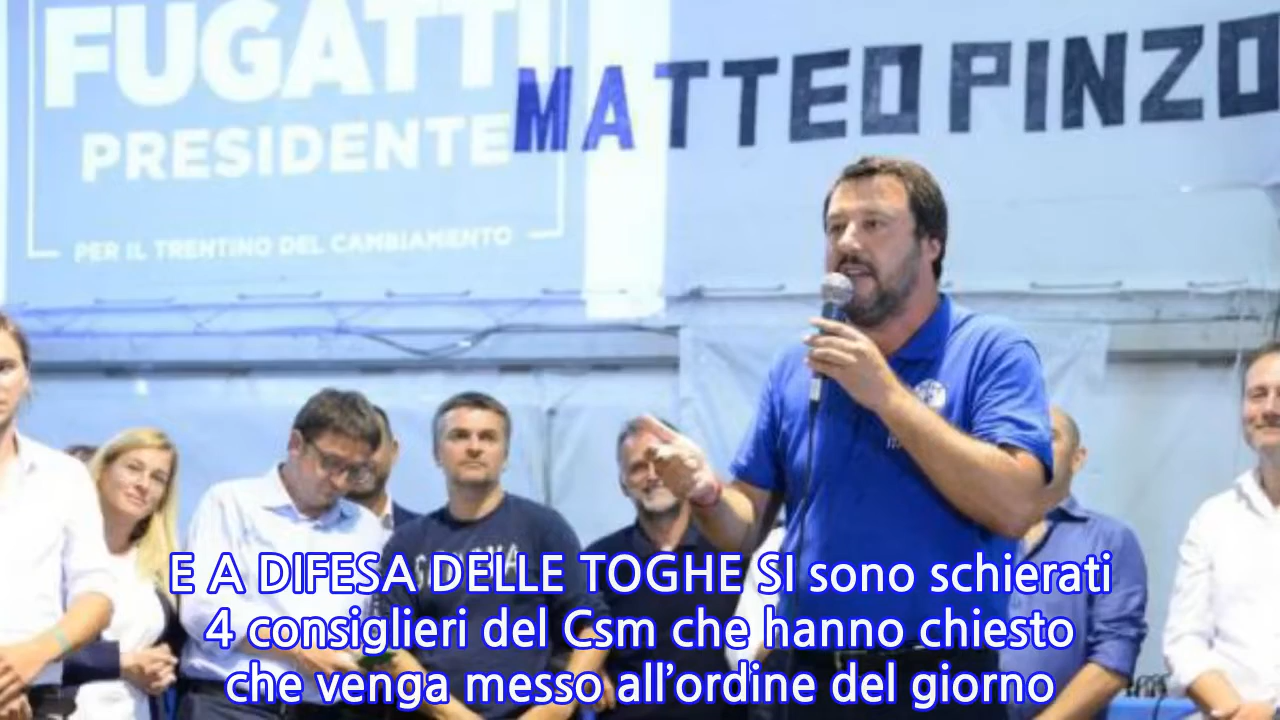 FUGATTI
PRESIDENTE
PER IL TRENTINO DEL CAMBIAMENTO
MATTEO PINZO
E A DIFESA DELLE TOGHE SI sono schierati
4 consiglieri del Csm che hanno chiesto
che venga messo all’ordine del giorno